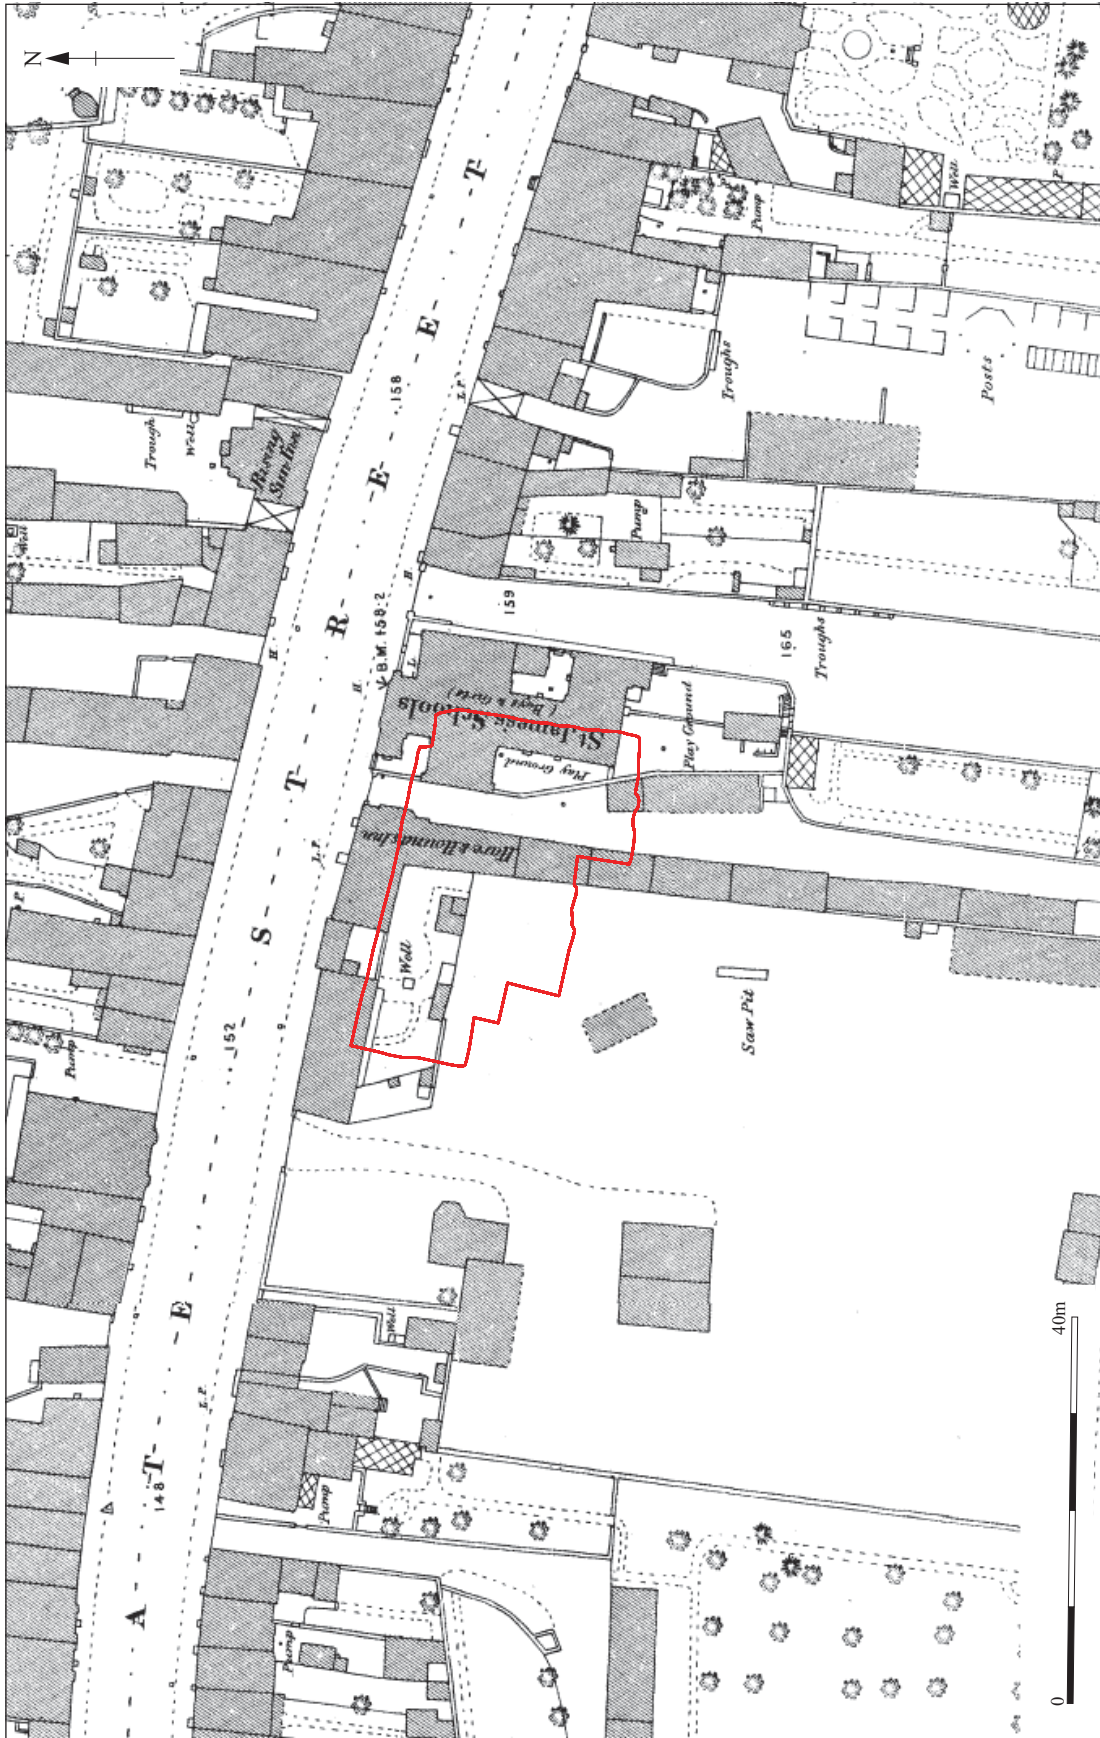 N
A T E S T R E E T
Rising Sun Inn
Trough
Well
Well
158
L.P.
H.
B.M. 158·2
H.
H.
L
159
165
Troughs
St. James's Schools
(Boys & Girls)
Play Ground
Play Ground
Hare & Hounds Inn
Well
Pump
Pump
Well
P
Troughs
Posts
L.P.
P.
152
Pump
Saw Pit
Well
L.P.
148
Pump
Pump
0
40m